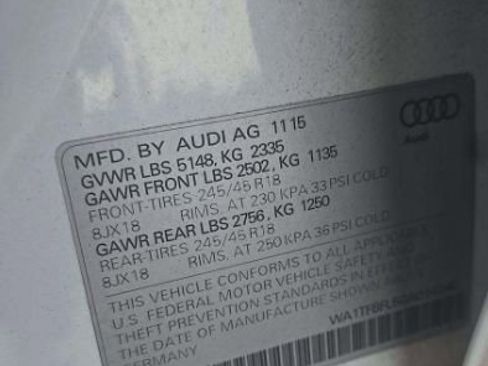 MFD. BY AUDI AG 11 15
GVWR LBS 5148, KG 2335
GAWR FRONT LBS 2502, KG 1135
FRONT-TIRES-245/45 R18
8JX18 RIMS. AT 230 KPA 33 PSI COLD
GAWR REAR LBS 2756, KG 1250
REAR-TIRES-245/45 R18
8JX18 RIMS. AT 250 KPA 36 PSI COLD
THIS VEHICLE CONFORMS TO ALL
U.S. FEDERAL MOTOR VEHICLE SAFETY AND
THEFT PREVENTION STANDARDS IN EFFECT
THE DATE OF MANUFACTURE SHOWN
GERMANY
Audi